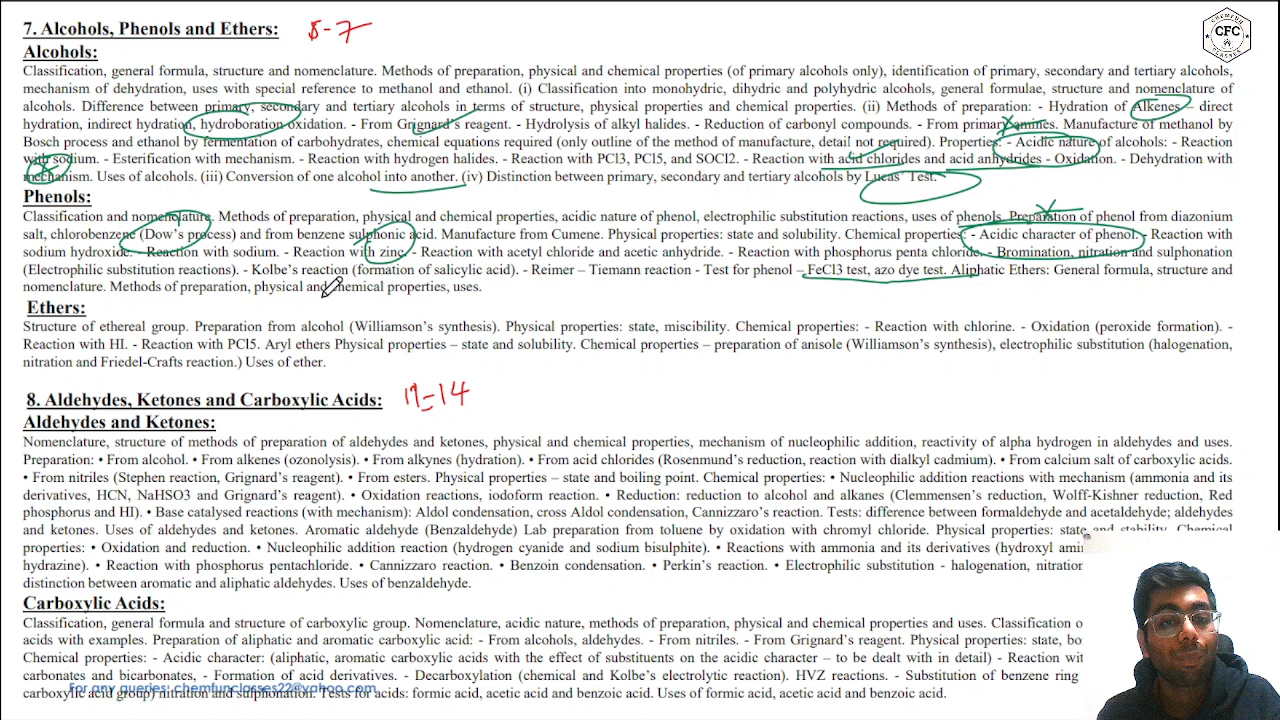 7. Alcohols, Phenols and Ethers: 5-7
CFC
Alcohols:
Classification, general formula, structure and nomenclature. Methods of preparation, physical and chemical properties (of primary alcohols only), identification of primary, secondary and tertiary alcohols,
mechanism of dehydration, uses with special reference to methanol and ethanol. (i) Classification into monohydric, dihydric and polyhydric alcohols, general formulae, structure and nomenclature of
alcohols. Difference between primary, secondary and tertiary alcohols in terms of structure, physical properties and chemical properties. (ii) Methods of preparation: - Hydration of Alkenes – direct
hydration, indirect hydration, hydroboration oxidation. - From Grignard's reagent. - Hydrolysis of alkyl halides. - Reduction of carbonyl compounds. - From primary amines. Manufacture of methanol by
Bosch process and ethanol by fermentation of carbohydrates, chemical equations required (only outline of the method of manufacture, detail not required). Properties: - Acidic nature of alcohols: - Reaction
with sodium. - Esterification with mechanism. - Reaction with hydrogen halides. - Reaction with PCl3, PCl5, and SOCl2. - Reaction with acid chlorides and acid anhydrides - Oxidation. - Dehydration with
mechanism. Uses of alcohols. (iii) Conversion of one alcohol into another. (iv) Distinction between primary, secondary and tertiary alcohols by Lucas' Test.
Phenols:
Classification and nomenclature. Methods of preparation, physical and chemical properties, acidic nature of phenol, electrophilic substitution reactions, uses of phenols. Preparation of phenol from diazonium
salt, chlorobenzene (Dow's process) and from benzene sulphonic acid. Manufacture from Cumene. Physical properties: state and solubility. Chemical properties: - Acidic character of phenol. - Reaction with
sodium hydroxide. - Reaction with sodium. - Reaction with zinc. - Reaction with acetyl chloride and acetic anhydride. - Reaction with phosphorus penta chloride. - Bromination, nitration and sulphonation
(Electrophilic substitution reactions). - Kolbe's reaction (formation of salicylic acid). - Reimer – Tiemann reaction - Test for phenol – FeCl3 test, azo dye test. Aliphatic Ethers: General formula, structure and
nomenclature. Methods of preparation, physical and chemical properties, uses.
Ethers:
Structure of ethereal group. Preparation from alcohol (Williamson's synthesis). Physical properties: state, miscibility. Chemical properties: - Reaction with chlorine. - Oxidation (peroxide formation). -
Reaction with HI. - Reaction with PCl5. Aryl ethers Physical properties – state and solubility. Chemical properties – preparation of anisole (Williamson's synthesis), electrophilic substitution (halogenation,
nitration and Friedel-Crafts reaction.) Uses of ether.
8. Aldehydes, Ketones and Carboxylic Acids:
Aldehydes and Ketones:
Nomenclature, structure of methods of preparation of aldehydes and ketones, physical and chemical properties, mechanism of nucleophilic addition, reactivity of alpha hydrogen in aldehydes and uses.
Preparation: • From alcohol. • From alkenes (ozonolysis). • From alkynes (hydration). • From acid chlorides (Rosenmund's reduction, reaction with dialkyl cadmium). • From calcium salt of carboxylic acids.
• From nitriles (Stephen reaction, Grignard's reagent). • From esters. Physical properties – state and boiling point. Chemical properties: • Nucleophilic addition reactions with mechanism (ammonia and its
derivatives, HCN, NaHSO3 and Grignard's reagent). • Oxidation reactions, iodoform reaction. • Reduction: reduction to alcohol and alkanes (Clemmensen's reduction, Wolff-Kishner reduction, Red
phosphorus and HI). • Base catalysed reactions (with mechanism): Aldol condensation, cross Aldol condensation, Cannizzaro's reaction. Tests: difference between formaldehyde and acetaldehyde; aldehydes
and ketones. Uses of aldehydes and ketones. Aromatic aldehyde (Benzaldehyde) Lab preparation from toluene by oxidation with chromyl chloride. Physical properties: state and stability. Chemical
properties: • Oxidation and reduction. • Nucleophilic addition reaction (hydrogen cyanide and sodium bisulphite). • Reactions with ammonia and its derivatives (hydroxyl ami
hydrazine). • Reaction with phosphorus pentachloride. • Cannizzaro reaction. • Benzoin condensation. • Perkin's reaction. • Electrophilic substitution - halogenation, nitration
distinction between aromatic and aliphatic aldehydes. Uses of benzaldehyde.
Carboxylic Acids:
Classification, general formula and structure of carboxylic group. Nomenclature, acidic nature, methods of preparation, physical and chemical properties and uses. Classification o
acids with examples. Preparation of aliphatic and aromatic carboxylic acid: - From alcohols, aldehydes. - From nitriles. - From Grignard's reagent. Physical properties: state, bo
Chemical properties: - Acidic character: (aliphatic, aromatic carboxylic acids with the effect of substituents on the acidic character – to be dealt with in detail) - Reaction wit
carbonates and bicarbonates, - Formation of acid derivatives. - Decarboxylation (chemical and Kolbe's electrolytic reaction). HVZ reactions. - Substitution of benzene ring
carboxylic acid group) nitration and sulphonation. Tests for acids: formic acid, acetic acid and benzoic acid. Uses of formic acid, acetic acid and benzoic acid.
For any queries: chemfunclasses22@yahoo.com